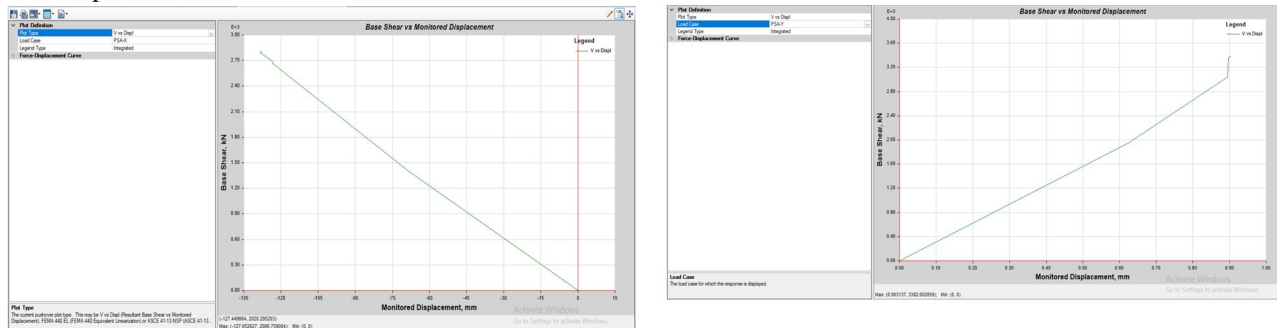 Plot Definition
Plot Type V vs Displ
Load Case PSA-X
Legend Type Integrated
Force-Displacement Curve
Base Shear vs Monitored Displacement
E+3
Legend
V vs Displ
3.00
2.70
2.40
2.10
1.80
1.50
1.20
0.90
0.60
0.30
0.00
Base Shear, kN
-135 -120 -105 -90 -75 -60 -45 -30 -15 0 15
Monitored Displacement, mm
Activate Windows
Go to Settings to activate Windows.
Plot Type
The current pushover plot type. This may be V vs Displ (Resultant Base Shear vs Monitored
Displacement), FEMA 440 EL (FEMA 440 Equivalent Linearization) or ASCE 41-13 NSP (ASCE 41-13...
Min: (0, 0)
Plot Definition
Plot Type V vs Displ
Load Case PSA-Y
Legend Type Integrated
Force-Displacement Curve
Base Shear vs Monitored Displacement
E+3
Legend
V vs Displ
4.00
3.60
3.20
2.80
2.40
2.00
1.60
1.20
0.80
0.40
0.00
Base Shear, kN
0.00 0.10 0.20 0.30 0.40 0.50 0.60 0.70 0.80 0.90 1.00
Monitored Displacement, mm
Activate Windows
Go to Settings to activate Windows.
Load Case
The load case for which the response is displayed.
Max: (0.903137, 3382.602859); Min: (0, 0)